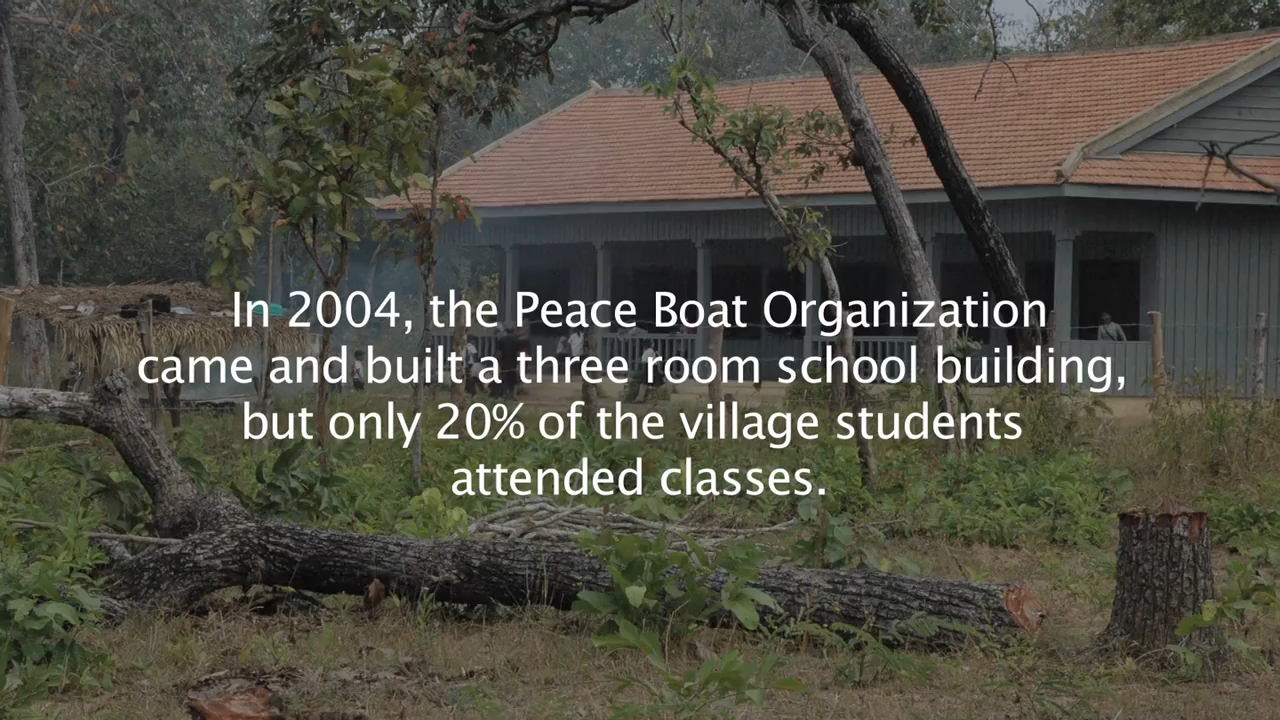 In 2004, the Peace Boat Organization
came and built a three room school building,
but only 20% of the village students
attended classes.